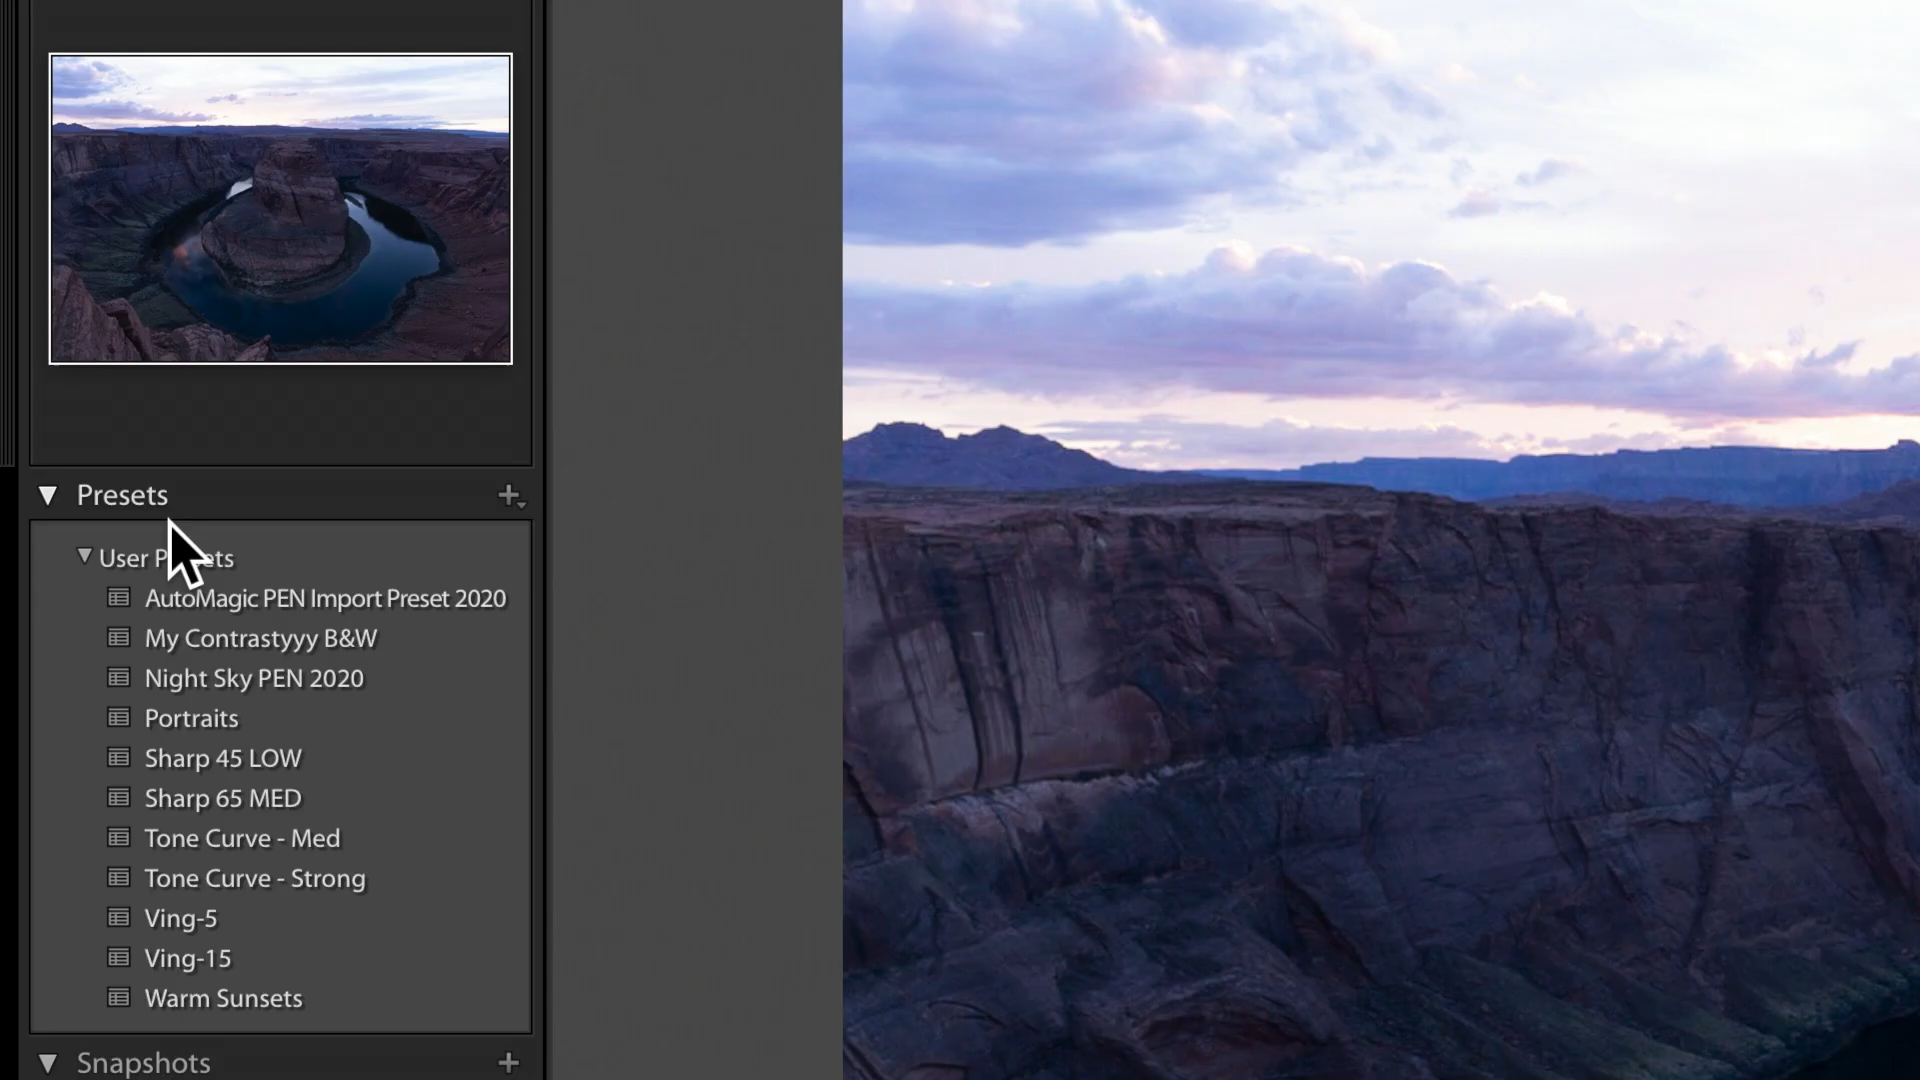 Presets
User Presets
AutoMagic PEN Import Preset 2020
My Contrastyyy B&W
Night Sky PEN 2020
Portraits
Sharp 45 LOW
Sharp 65 MED
Tone Curve - Med
Tone Curve - Strong
Ving-5
Ving-15
Warm Sunsets
Snapshots